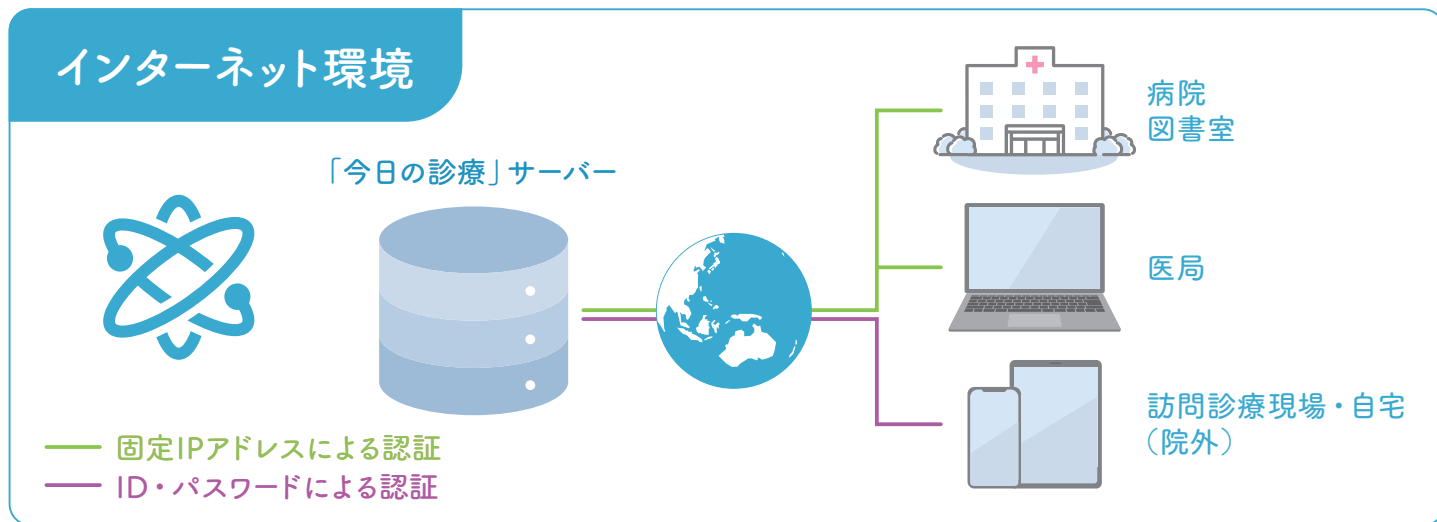 インターネット環境
「今日の診療」サーバー
病院
図書室
医局
訪問診療現場・自宅
（院外）
固定IPアドレスによる認証
ID・パスワードによる認証